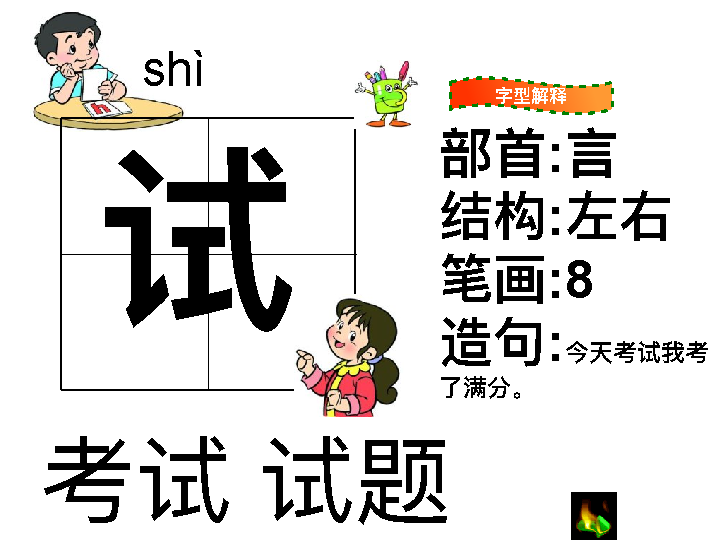 shì
试
字型解释
部首:言
结构:左右
笔画:8
造句:今天考试我考
了满分。
考试 试题